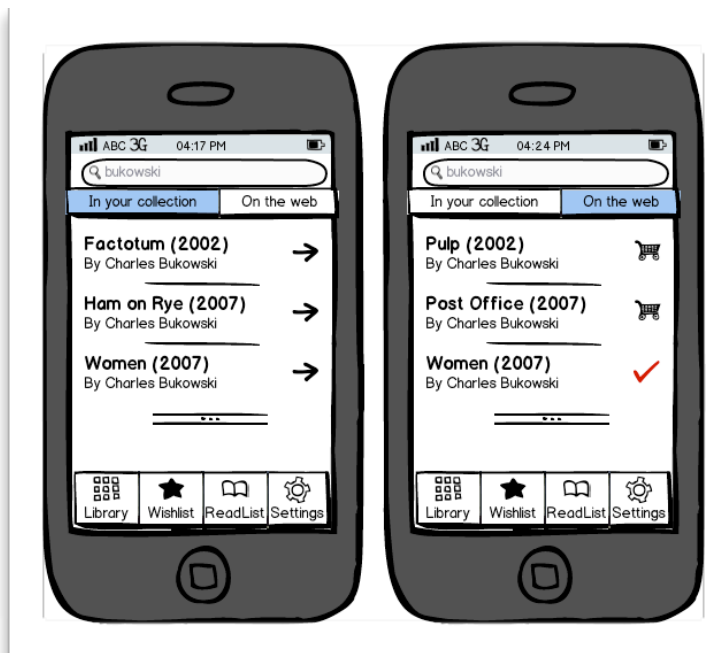 ABC 3G 04:17 PM
bukowski
In your collection On the web
Factotum (2002)
By Charles Bukowski
Ham on Rye (2007)
By Charles Bukowski
Women (2007)
By Charles Bukowski
Library Wishlist ReadList Settings
ABC 3G 04:24 PM
bukowski
In your collection On the web
Pulp (2002)
By Charles Bukowski
Post Office (2007)
By Charles Bukowski
Women (2007)
By Charles Bukowski
Library Wishlist ReadList Settings